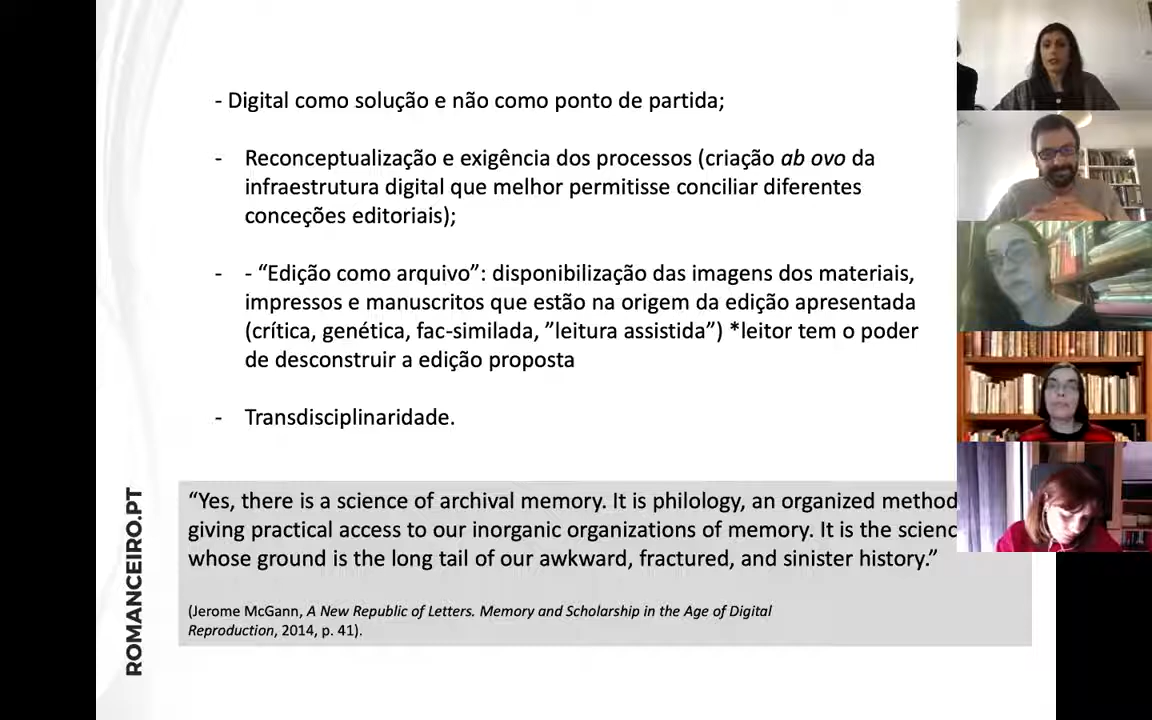 - Digital como solução e não como ponto de partida;
- Reconceptualização e exigência dos processos (criação ab ovo da
infraestrutura digital que melhor permitisse conciliar diferentes
conceções editoriais);
- - “Edição como arquivo”: disponibilização das imagens dos materiais,
impressos e manuscritos que estão na origem da edição apresentada
(crítica, genética, fac-similada, ”leitura assistida”) *leitor tem o poder
de desconstruir a edição proposta
- Transdisciplinaridade.
ROMANCEIRO.PT
“Yes, there is a science of archival memory. It is philology, an organized method
giving practical access to our inorganic organizations of memory. It is the
whose ground is the long tail of our awkward, fractured, and sinister history.”
(Jerome McGann, A New Republic of Letters. Memory and Scholarship in the Age of Digital
Reproduction, 2014, p. 41).